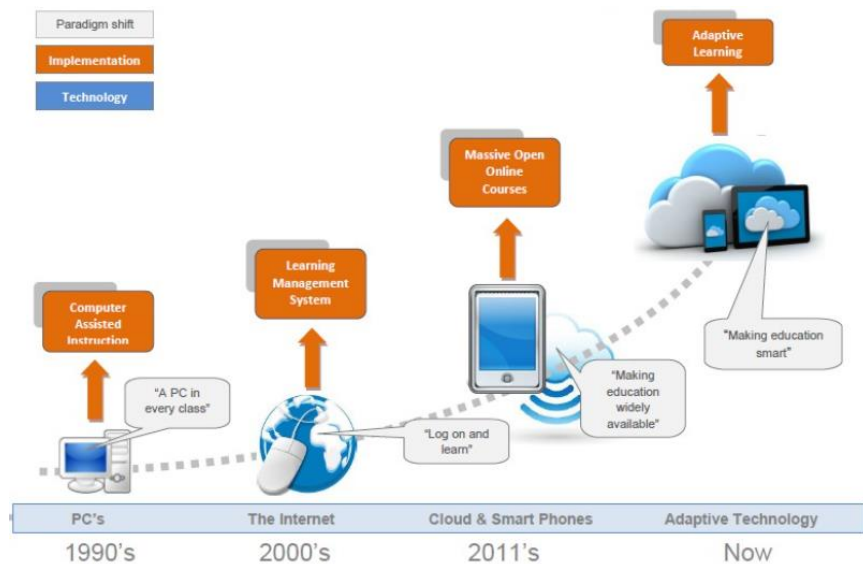 Paradigm shift
Implementation
Technology
Adaptive
Learning
Massive Open
Online
Courses
Learning
Management
System
Computer
Assisted
Instruction
"A PC in
every class"
"Log on and
learn"
"Making
education
widely
available"
"Making education
smart"
PC's
The Internet
Cloud & Smart Phones
Adaptive Technology
1990's
2000's
2011's
Now